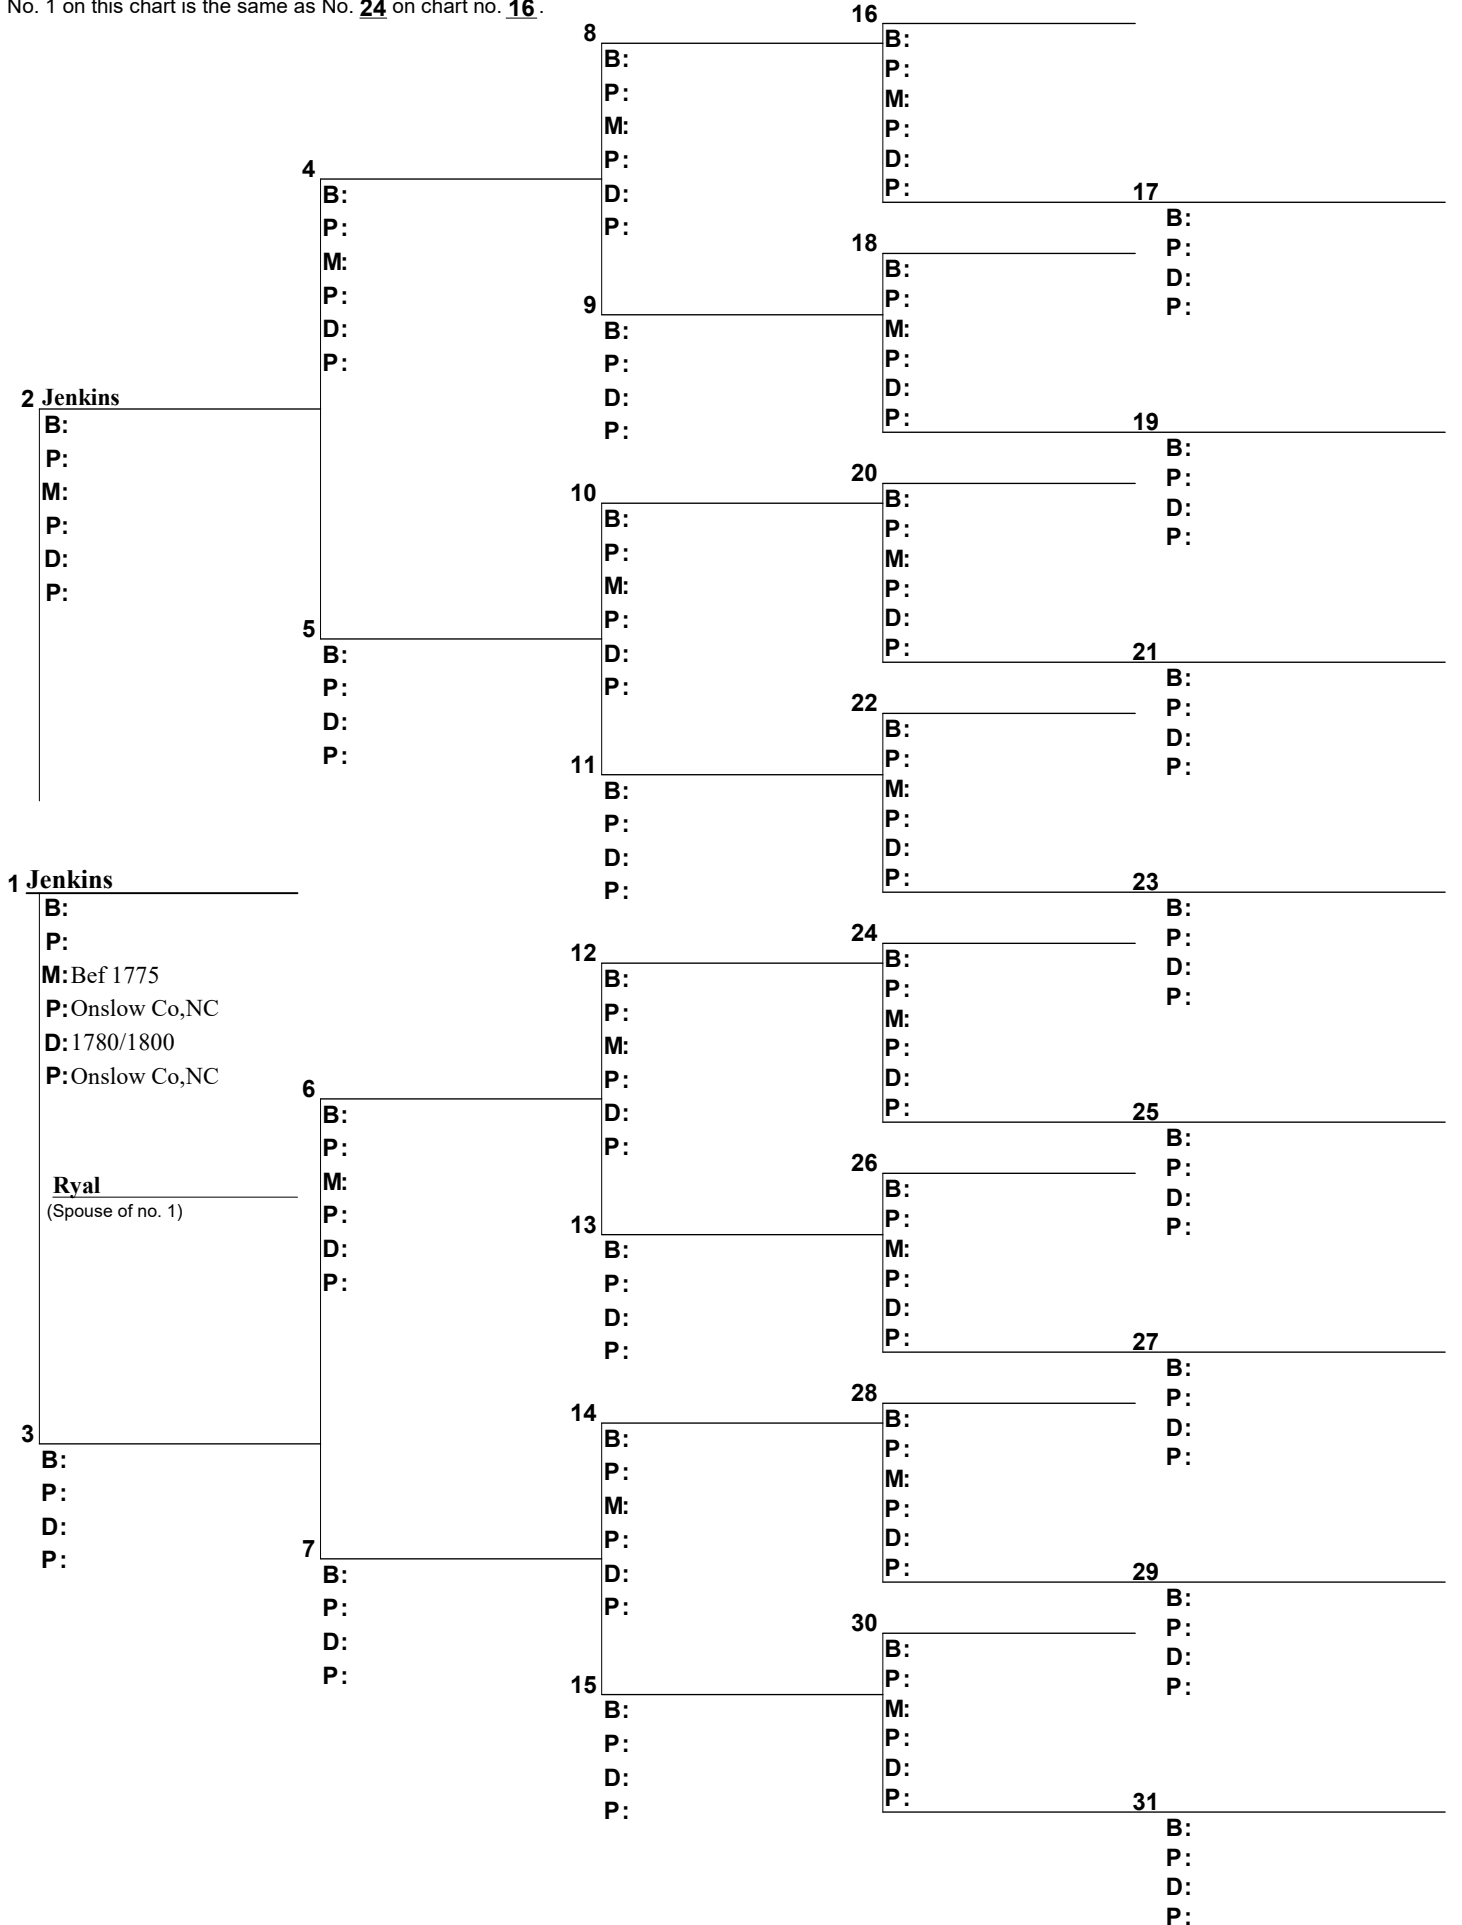 No. 1 on this chart is the same as No. 24 on chart no. 16 .
2 Jenkins
B:
P:
M:
P:
D:
P:
1 Jenkins
B:
P:
M: Bef 1775
P: Onslow Co,NC
D: 1780/1800
P: Onslow Co,NC
Ryal
(Spouse of no. 1)
3
B:
P:
D:
P:
4
B:
P:
M:
P:
D:
P:
5
B:
P:
D:
P:
6
B:
P:
M:
P:
D:
P:
7
B:
P:
D:
P:
8
B:
P:
M:
P:
D:
P:
9
B:
P:
D:
P:
10
B:
P:
M:
P:
D:
P:
11
B:
P:
D:
P:
12
B:
P:
M:
P:
D:
P:
13
B:
P:
D:
P:
14
B:
P:
M:
P:
D:
P:
15
B:
P:
D:
P:
16
B:
P:
M:
P:
D:
P:
17
B:
P:
D:
P:
18
B:
P:
M:
P:
D:
P:
19
B:
P:
D:
P:
20
B:
P:
M:
P:
D:
P:
21
B:
P:
D:
P:
22
B:
P:
M:
P:
D:
P:
23
B:
P:
D:
P:
24
B:
P:
M:
P:
D:
P:
25
B:
P:
D:
P:
26
B:
P:
M:
P:
D:
P:
27
B:
P:
D:
P:
28
B:
P:
M:
P:
D:
P:
29
B:
P:
D:
P:
30
B:
P:
M:
P:
D:
P:
31
B:
P:
D:
P: